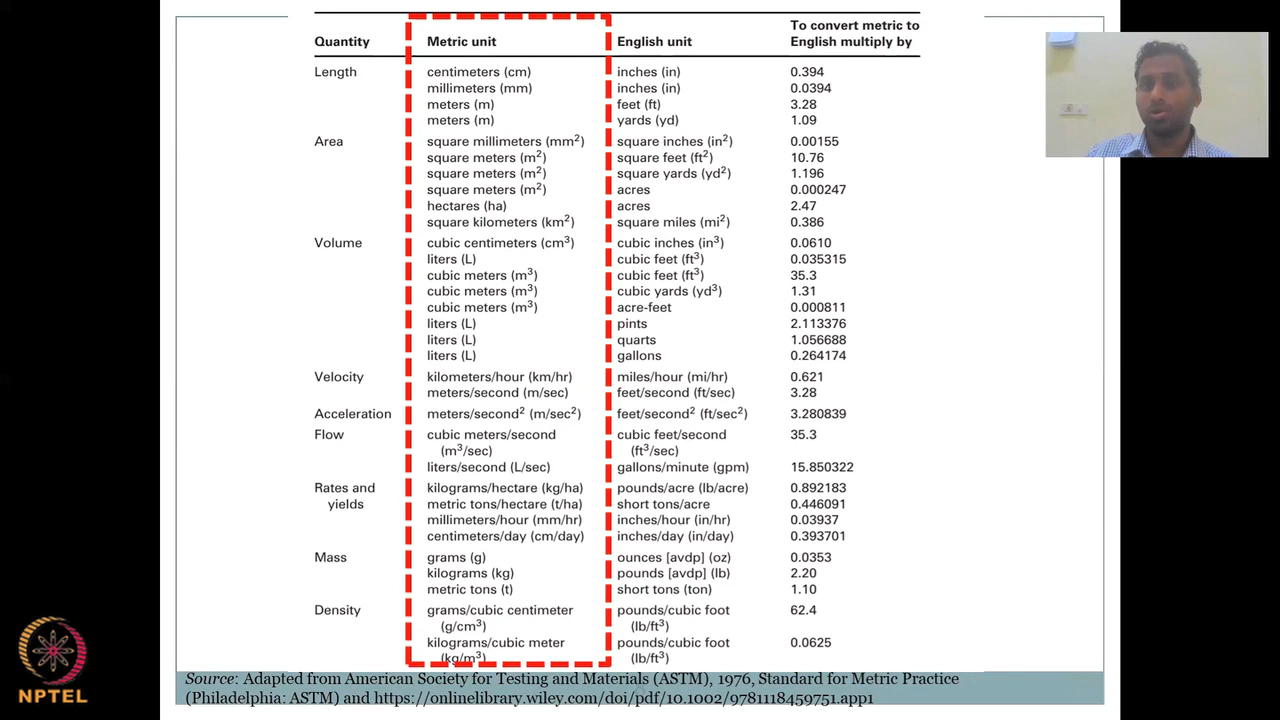 Quantity Metric unit English unit To convert metric to English multiply by
Length centimeters (cm) inches (in) 0.394
millimeters (mm) inches (in) 0.0394
meters (m) feet (ft) 3.28
meters (m) yards (yd) 1.09
Area square millimeters (mm²) square inches (in²) 0.00155
square meters (m²) square feet (ft²) 10.76
square meters (m²) square yards (yd²) 1.196
square meters (m²) acres 0.000247
hectares (ha) acres 2.47
square kilometers (km²) square miles (mi²) 0.386
Volume cubic centimeters (cm³) cubic inches (in³) 0.0610
liters (L) cubic feet (ft³) 0.035315
cubic meters (m³) cubic feet (ft³) 35.3
cubic meters (m³) cubic yards (yd³) 1.31
cubic meters (m³) acre-feet 0.000811
liters (L) pints 2.113376
liters (L) quarts 1.056688
liters (L) gallons 0.264174
Velocity kilometers/hour (km/hr) miles/hour (mi/hr) 0.621
meters/second (m/sec) feet/second (ft/sec) 3.28
Acceleration meters/second² (m/sec²) feet/second² (ft/sec²) 3.280839
Flow cubic meters/second cubic feet/second 35.3
(m³/sec) (ft³/sec)
liters/second (L/sec) gallons/minute (gpm) 15.850322
Rates and kilograms/hectare (kg/ha) pounds/acre (lb/acre) 0.892183
yields metric tons/hectare (t/ha) short tons/acre 0.446091
millimeters/hour (mm/hr) inches/hour (in/hr) 0.03937
centimeters/day (cm/day) inches/day (in/day) 0.393701
Mass grams (g) ounces [avdp] (oz) 0.0353
kilograms (kg) pounds [avdp] (lb) 2.20
metric tons (t) short tons (ton) 1.10
Density grams/cubic centimeter pounds/cubic foot 62.4
(g/cm³) (lb/ft³)
kilograms/cubic meter pounds/cubic foot 0.0625
(kg/m³) (lb/ft³)
Source: Adapted from American Society for Testing and Materials (ASTM), 1976, Standard for Metric Practice
(Philadelphia: ASTM) and https://onlinelibrary.wiley.com/doi/pdf/10.1002/9781118459751.app1
NPTEL